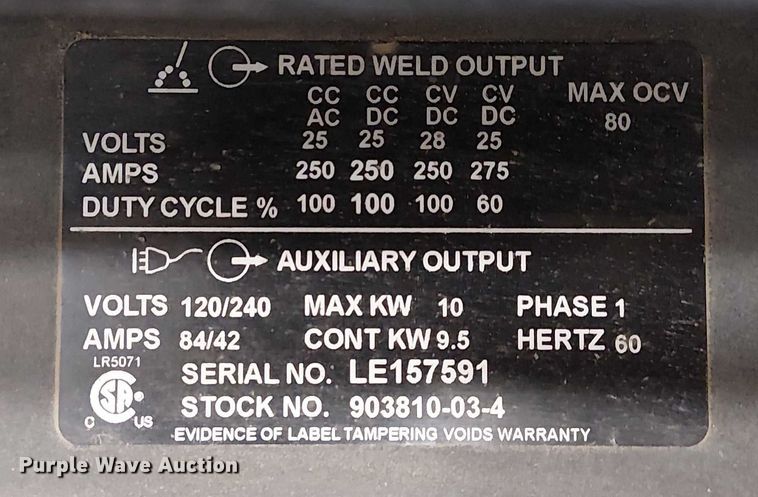 RATED WELD OUTPUT
CC CC CV CV MAX OCV
AC DC DC DC
VOLTS 25 25 28 25 80
AMPS 250 250 250 275
DUTY CYCLE % 100 100 100 60
AUXILIARY OUTPUT
VOLTS 120/240 MAX KW 10 PHASE 1
AMPS 84/42 CONT KW 9.5 HERTZ 60
LR5071
SERIAL NO. LE157591
C SA US
STOCK NO. 903810-03-4
EVIDENCE OF LABEL TAMPERING VOIDS WARRANTY
Purple Wave Auction